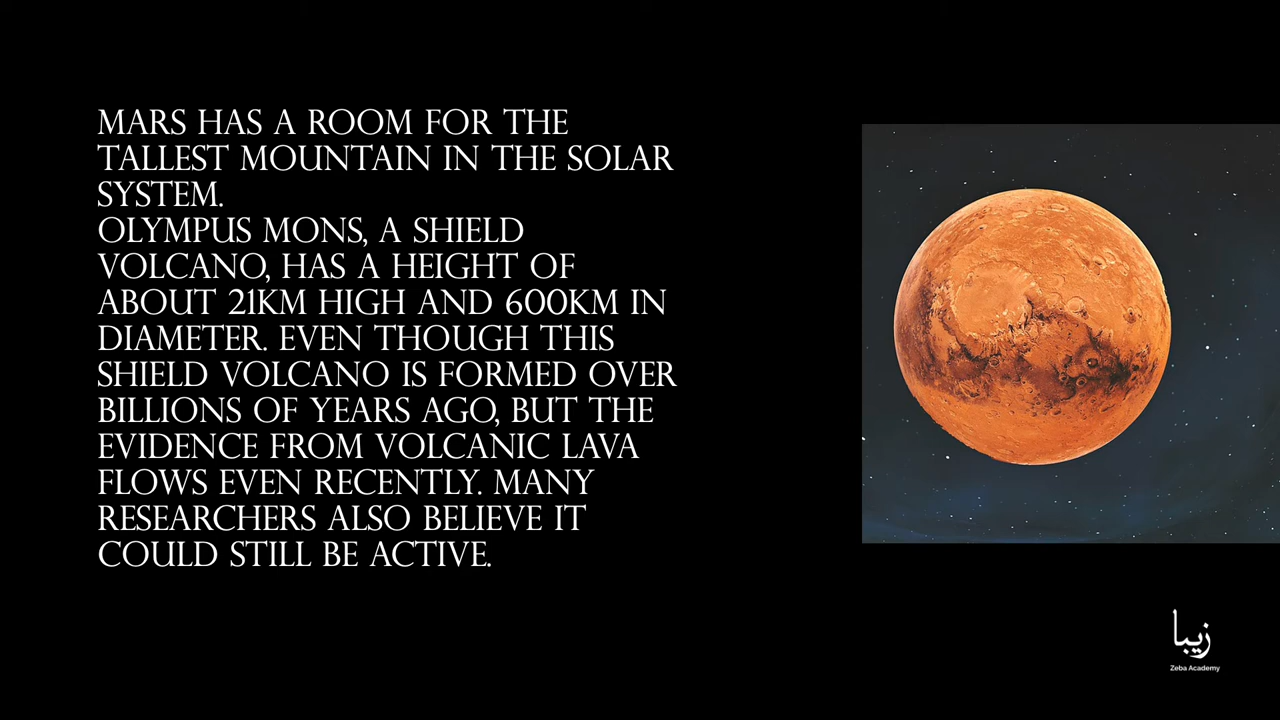 MARS HAS A ROOM FOR THE
TALLEST MOUNTAIN IN THE SOLAR
SYSTEM.
OLYMPUS MONS, A SHIELD
VOLCANO, HAS A HEIGHT OF
ABOUT 21KM HIGH AND 600KM IN
DIAMETER. EVEN THOUGH THIS
SHIELD VOLCANO IS FORMED OVER
BILLIONS OF YEARS AGO, BUT THE
EVIDENCE FROM VOLCANIC LAVA
FLOWS EVEN RECENTLY. MANY
RESEARCHERS ALSO BELIEVE IT
COULD STILL BE ACTIVE.
زیبا
Zeba Academy